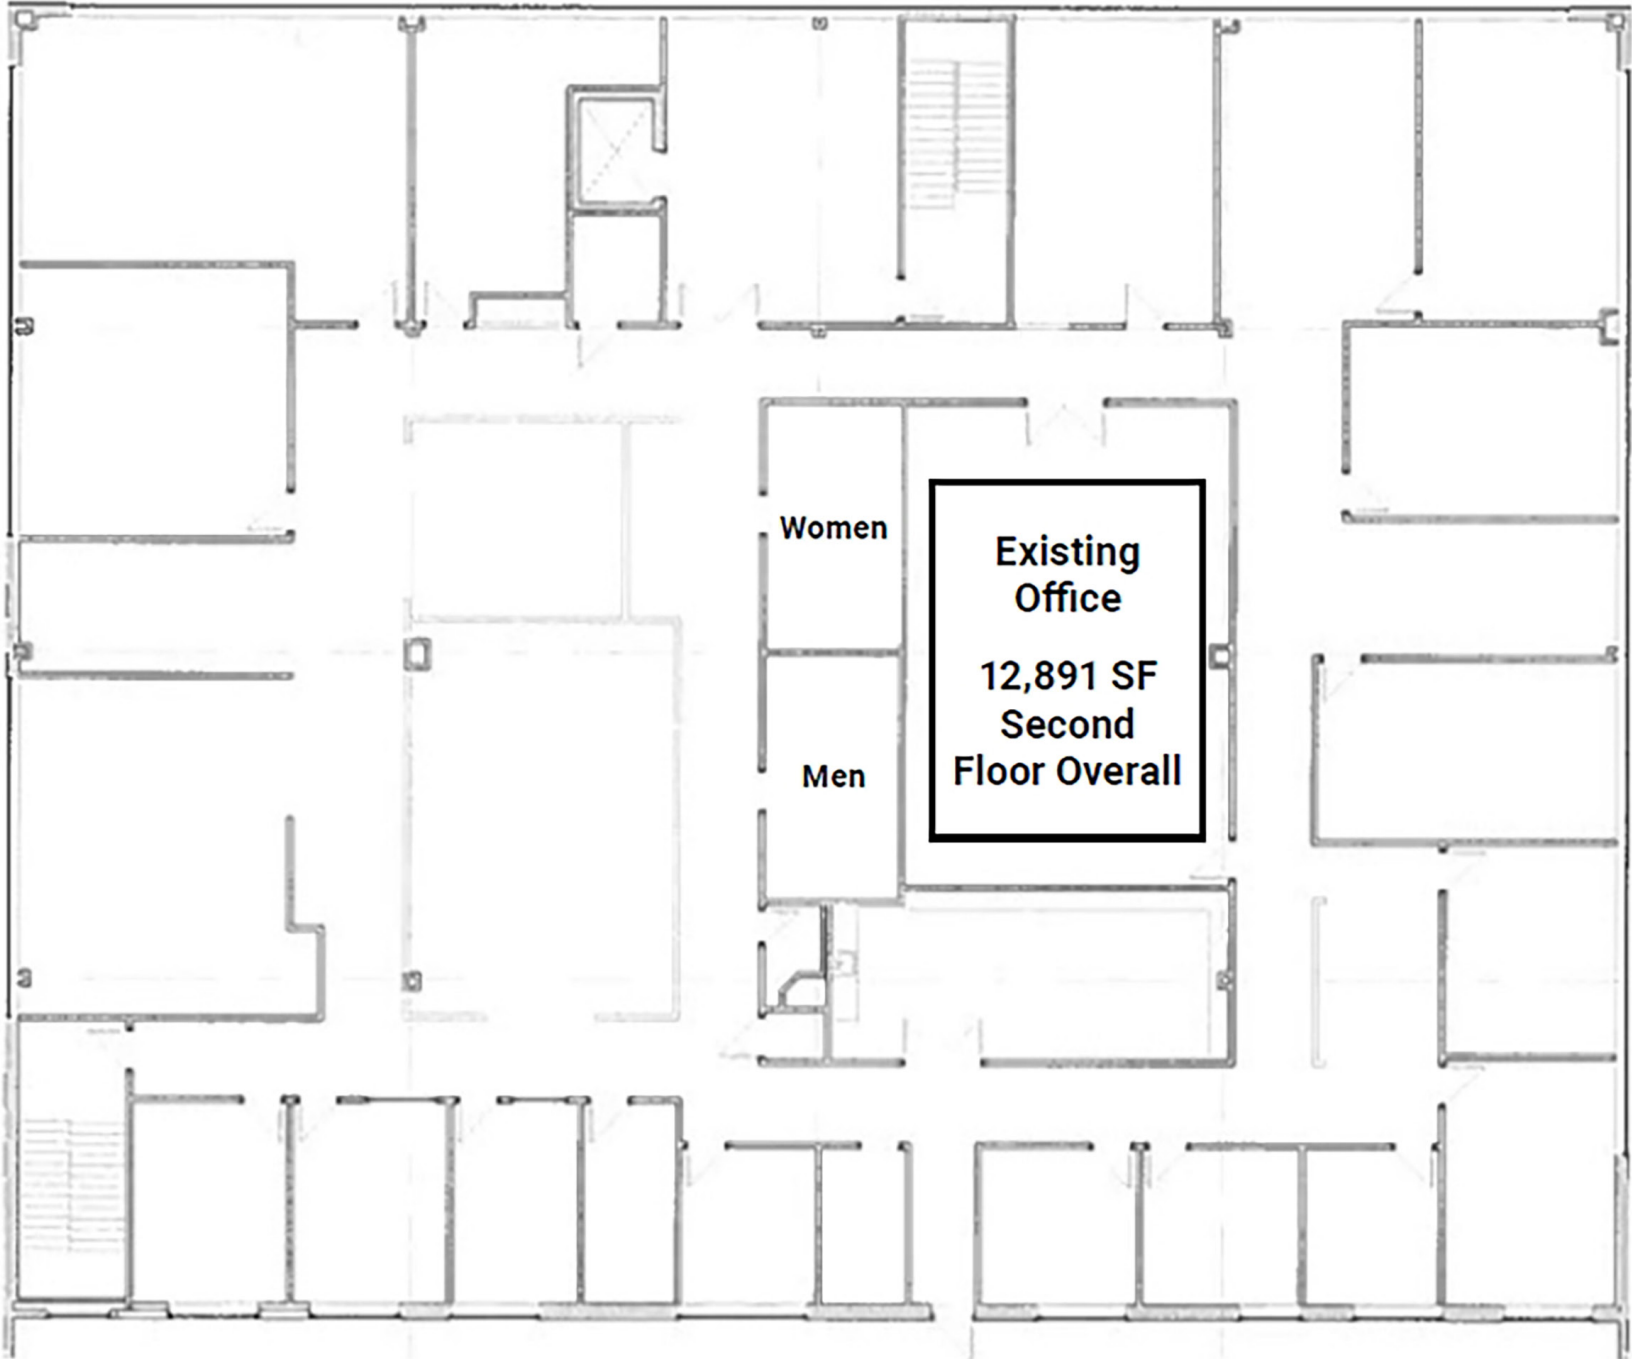 Women
Existing
Office
12,891 SF
Second
Floor Overall
Men